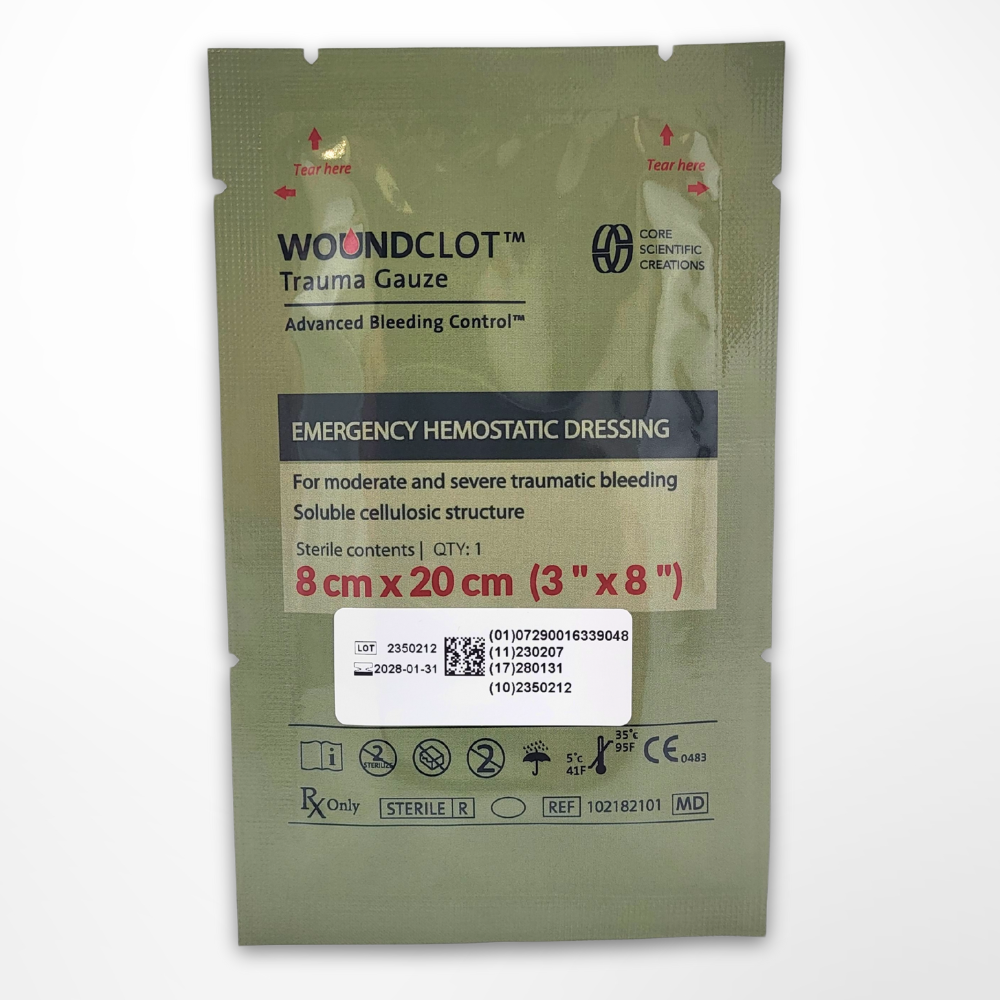 Tear here
Tear here
WOUNDCLOT™
Trauma Gauze
Advanced Bleeding Control™
CORE
SCIENTIFIC
CREATIONS
EMERGENCY HEMOSTATIC DRESSING
For moderate and severe traumatic bleeding
Soluble cellulosic structure
Sterile contents | QTY: 1
8 cm x 20 cm (3 " x 8 ")
LOT 2350212
2028-01-31
(01)07290016339048
(11)230207
(17)280131
(10)2350212
i
2
STERILIZE
2
5°c
41F
35°c
95F
CE 0483
Rx Only
STERILE R
REF 102182101
MD